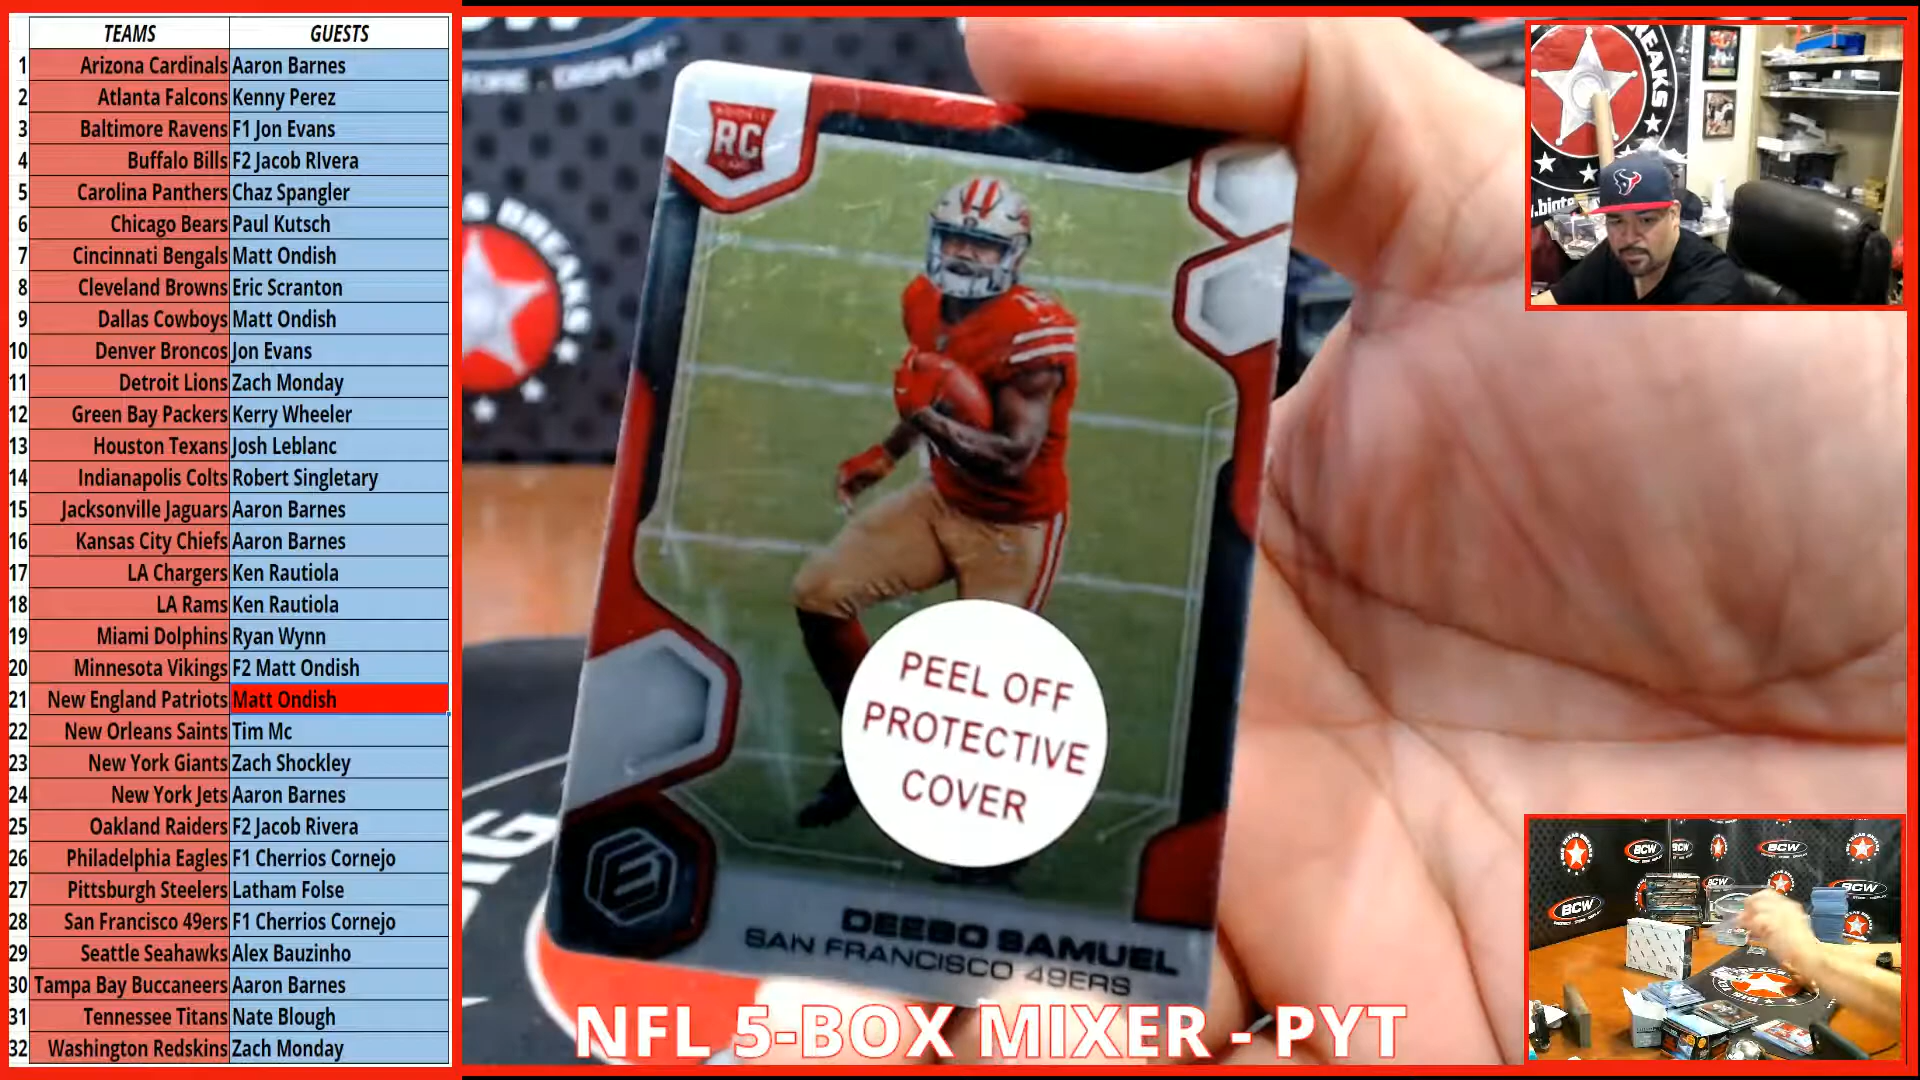 TEAMS GUESTS
1 Arizona Cardinals Aaron Barnes
2 Atlanta Falcons Kenny Perez
3 Baltimore Ravens F1 Jon Evans
4 Buffalo Bills F2 Jacob RIvera
5 Carolina Panthers Chaz Spangler
6 Chicago Bears Paul Kutsch
7 Cincinnati Bengals Matt Ondish
8 Cleveland Browns Eric Scranton
9 Dallas Cowboys Matt Ondish
10 Denver Broncos Jon Evans
11 Detroit Lions Zach Monday
12 Green Bay Packers Kerry Wheeler
13 Houston Texans Josh Leblanc
14 Indianapolis Colts Robert Singletary
15 Jacksonville Jaguars Aaron Barnes
16 Kansas City Chiefs Aaron Barnes
17 LA Chargers Ken Rautiola
18 LA Rams Ken Rautiola
19 Miami Dolphins Ryan Wynn
20 Minnesota Vikings F2 Matt Ondish
21 New England Patriots Matt Ondish
22 New Orleans Saints Tim Mc
23 New York Giants Zach Shockley
24 New York Jets Aaron Barnes
25 Oakland Raiders F2 Jacob Rivera
26 Philadelphia Eagles F1 Cherrios Cornejo
27 Pittsburgh Steelers Latham Folse
28 San Francisco 49ers F1 Cherrios Cornejo
29 Seattle Seahawks Alex Bauzinho
30 Tampa Bay Buccaneers Aaron Barnes
31 Tennessee Titans Nate Blough
32 Washington Redskins Zach Monday
DISPLAY
BREAKS
RC
PEEL OFF
PROTECTIVE
COVER
DEEBO SAMUEL
SAN FRANCISCO 49ERS
NFL 5-BOX MIXER - PYT
BREAKS
BCW
BCW
BCW
BCW
BCW
BCW